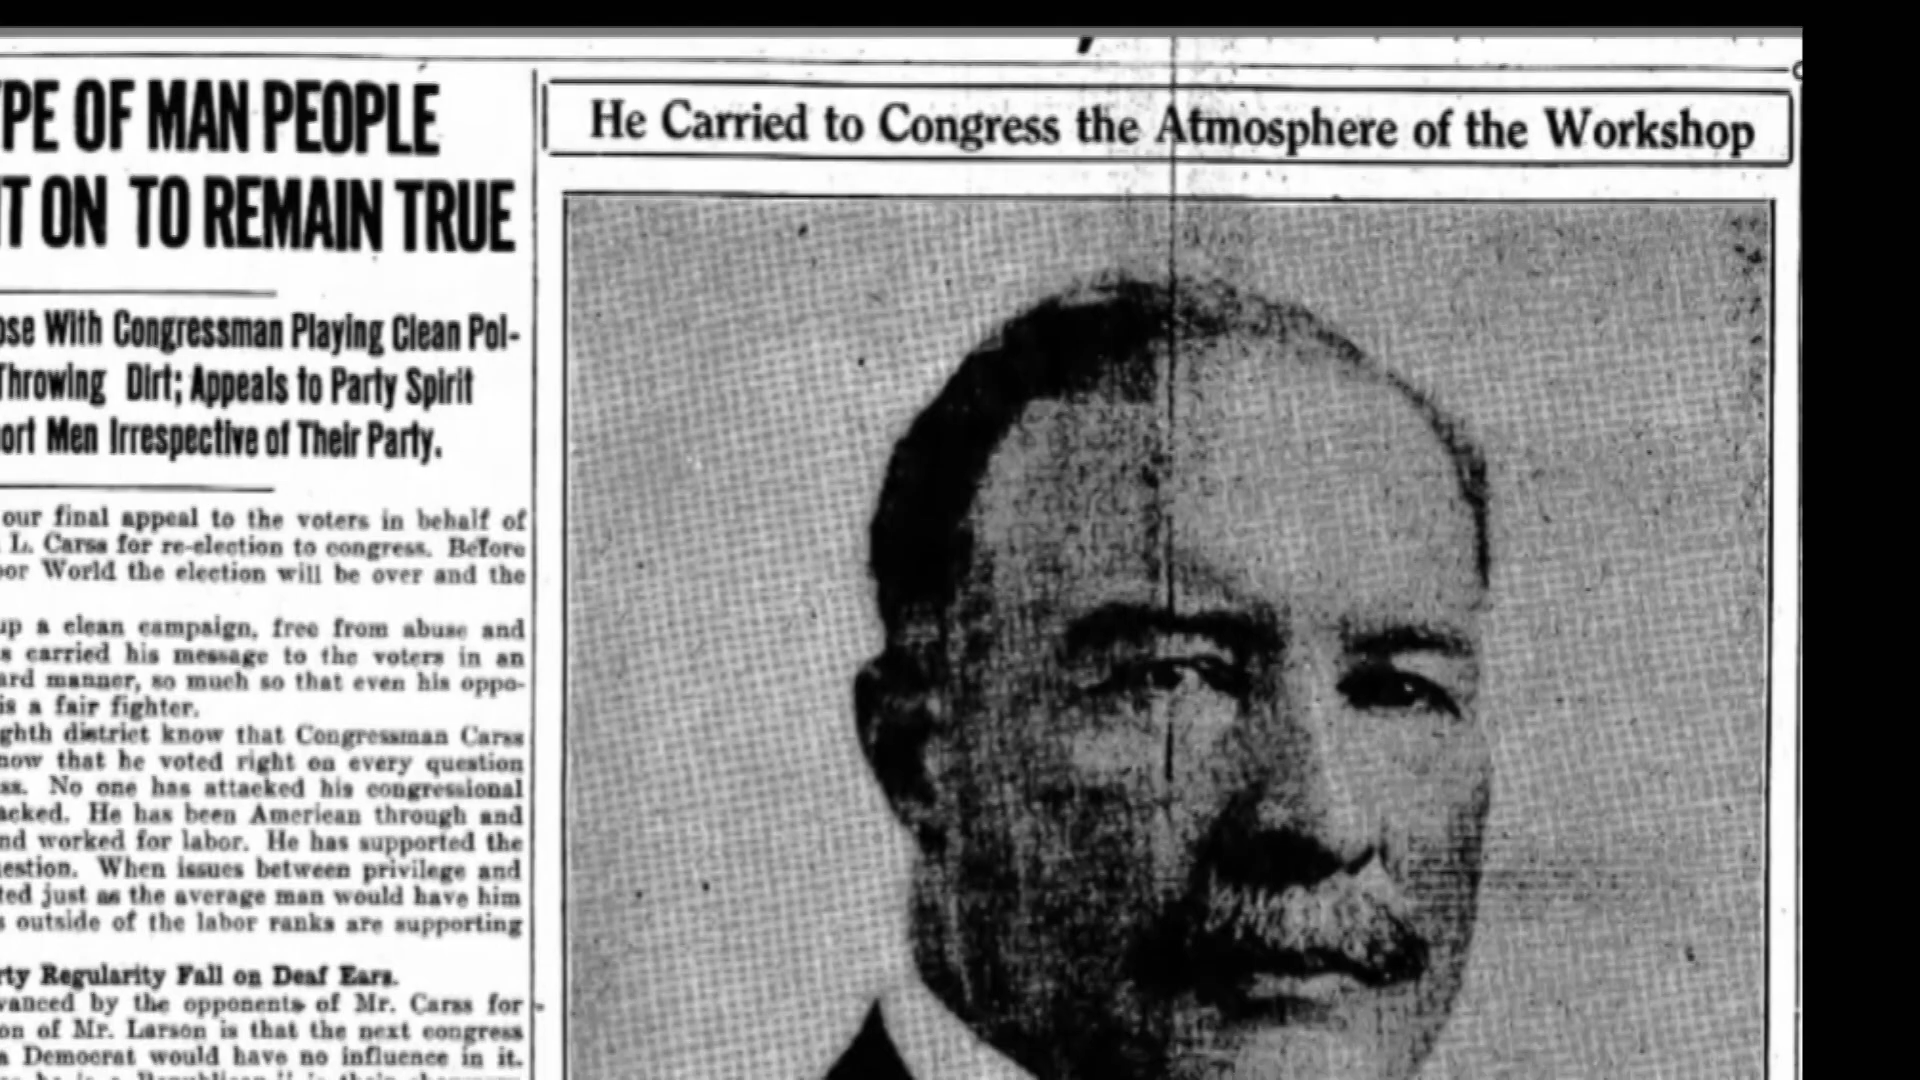 YPE OF MAN PEOPLE
T ON TO REMAIN TRUE
ose With Congressman Playing Clean Pol-
Throwing Dirt; Appeals to Party Spirit
ort Men Irrespective of Their Party.
our final appeal to the voters in behalf of
L. Carss for re-election to congress. Before
bor World the election will be over and the
up a clean campaign, free from abuse and
s carried his message to the voters in an
ard manner, so much so that even his oppo-
is a fair fighter.
ghth district know that Congressman Carss
now that he voted right on every question
ss. No one has attacked his congressional
acked. He has been American through and
nd worked for labor. He has supported the
estion. When issues between privilege and
ted just as the average man would have him
s outside of the labor ranks are supporting
rty Regularity Fall on Deaf Ears.
vanced by the opponents of Mr. Carss for
on of Mr. Larson is that the next congress
a Democrat would have no influence in it.
He Carried to Congress the Atmosphere of the Workshop